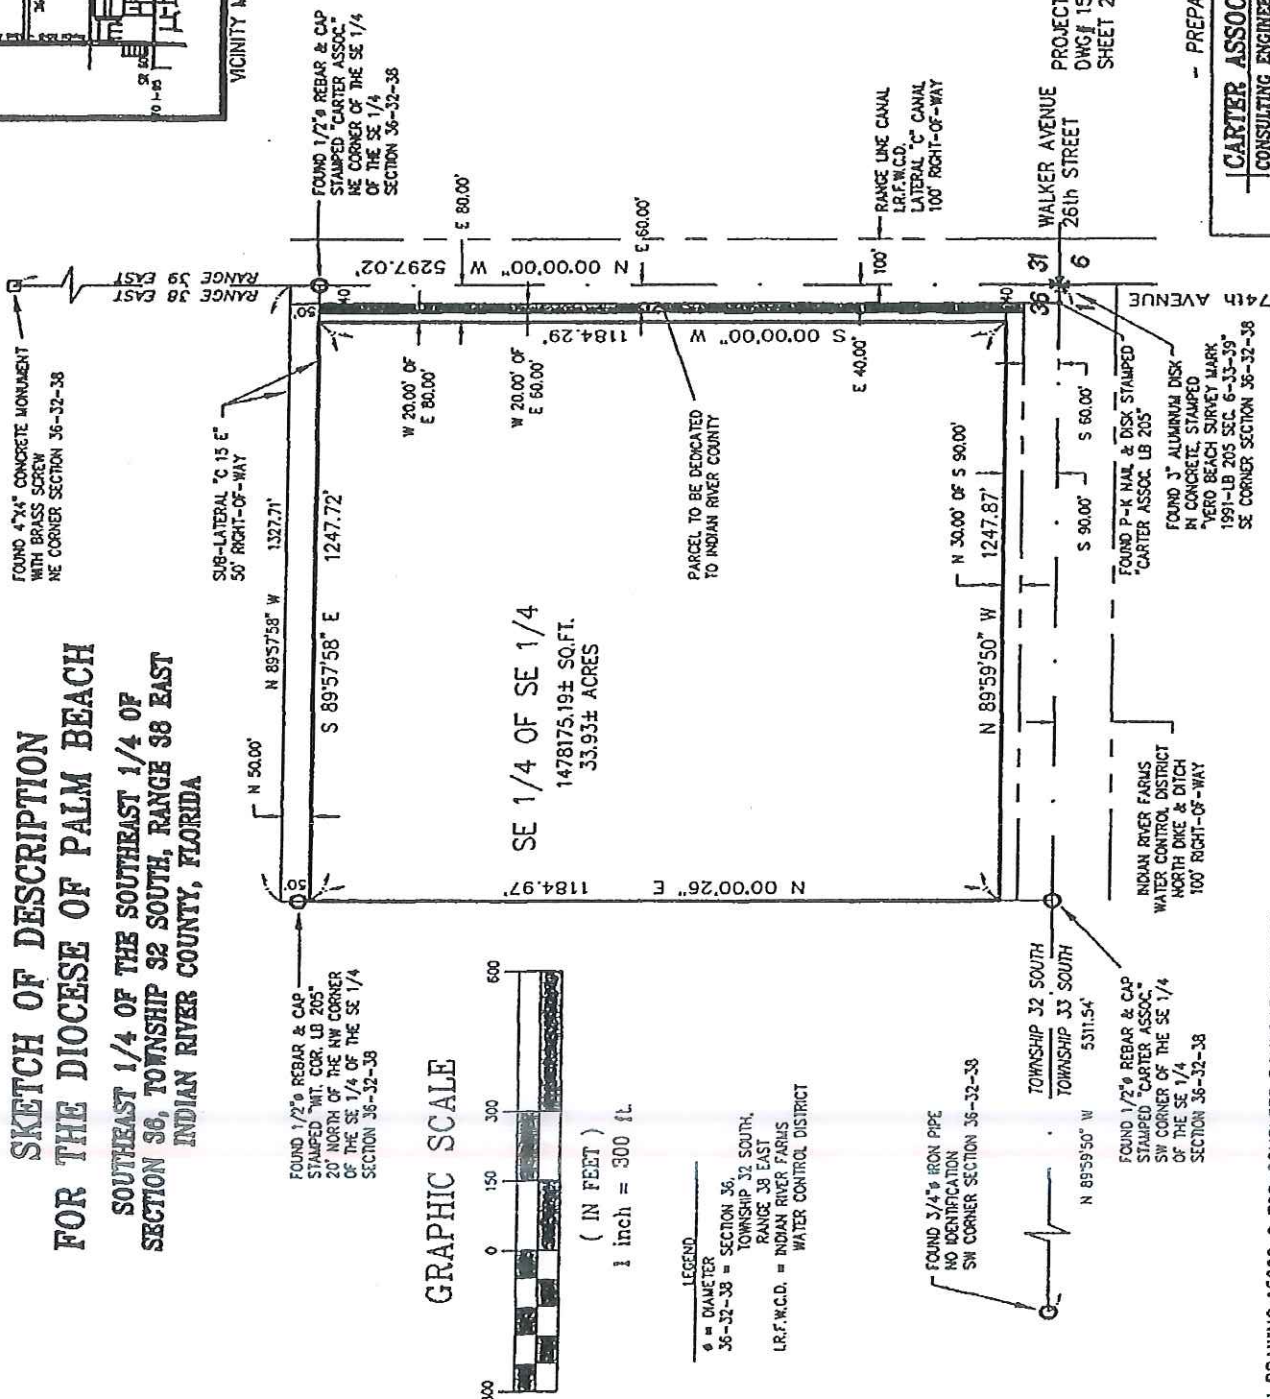 SKETCH OF DESCRIPTION
FOR THE DIOCESE OF PALM BEACH
SOUTHEAST 1/4 OF THE SOUTHEAST 1/4 OF
SECTION 36, TOWNSHIP 32 SOUTH, RANGE 38 EAST
INDIAN RIVER COUNTY, FLORIDA
VICINITY
FOUND 4"X4" CONCRETE MONUMENT
WITH BRASS SCREW
NE CORNER SECTION 36-32-38
RANGE 38 EAST
RANGE 39 EAST
FOUND 1/2"ø REBAR & CAP
STAMPED "CARTER ASSOC."
NE CORNER OF THE SE 1/4
OF THE SE 1/4
SECTION 36-32-38
SUB-LATERAL "C 15 E"
50' RIGHT-OF-WAY
N 50.00'
N 89°57'58" W 1327.71'
S 89°57'58" E 1247.72'
50'
50'
40
FOUND 1/2"ø REBAR & CAP
STAMPED "WIT. COR. LB 205"
20" NORTH OF THE NW CORNER
OF THE SE 1/4 OF THE SE 1/4
SECTION 36-32-38
GRAPHIC SCALE
0 150 300 600
( IN FEET )
1 inch = 300 ft.
SE 1/4 OF SE 1/4
1478175.19± SQ.FT.
33.93± ACRES
N 00°00'26" E 1184.97'
W 20.00' OF
E 80.00'
W 20.00' OF
E 60.00'
S 00°00'00" W 1184.29'
N 00°00'00" W 5297.02'
E 80.00'
E 60.00'
E 40.00'
100'
PARCEL TO BE DEDICATED
TO INDIAN RIVER COUNTY
RANGE LINE CANAL
I.R.F.W.C.D.
LATERAL "C" CANAL
100' RIGHT-OF-WAY
LEGEND
ø = DIAMETER
36-32-38 = SECTION 36,
TOWNSHIP 32 SOUTH,
RANGE 38 EAST
I.R.F.W.C.D. = INDIAN RIVER FARMS
WATER CONTROL DISTRICT
N 30.00' OF S 90.00'
N 89°59'50" W 1247.87'
40
36 31
1 6
S 90.00'
S 60.00'
WALKER AVENUE
26th STREET
74th AVENUE
FOUND 3/4"ø IRON PIPE
NO IDENTIFICATION
SW CORNER SECTION 36-32-38
TOWNSHIP 32 SOUTH
TOWNSHIP 33 SOUTH
N 89°59'50" W 5311.54'
FOUND 1/2"ø REBAR & CAP
STAMPED "CARTER ASSOC."
SW CORNER OF THE SE 1/4
OF THE SE 1/4
SECTION 36-32-38
INDIAN RIVER FARMS
WATER CONTROL DISTRICT
NORTH DIKE & DITCH
100' RIGHT-OF-WAY
FOUND P-K NAIL & DISK STAMPED
"CARTER ASSOC. LB 205"
FOUND 3" ALUMINUM DISK
IN CONCRETE, STAMPED
"VERO BEACH SURVEY MARK
1991-LB 205 SEC. 6-33-39"
SE CORNER SECTION 36-32-38
PROJECT
DWG# 15
SHEET 2
CARTER ASSOC
CONSULTING ENGINEER